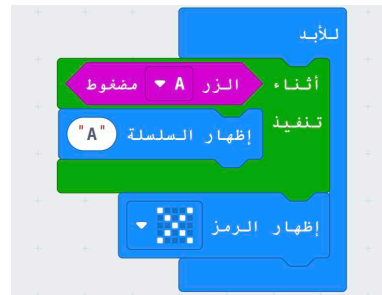 للأبد
أثناء الزر A مضغوط
تنفيذ
إظهار السلسلة "A"
إظهار الرمز